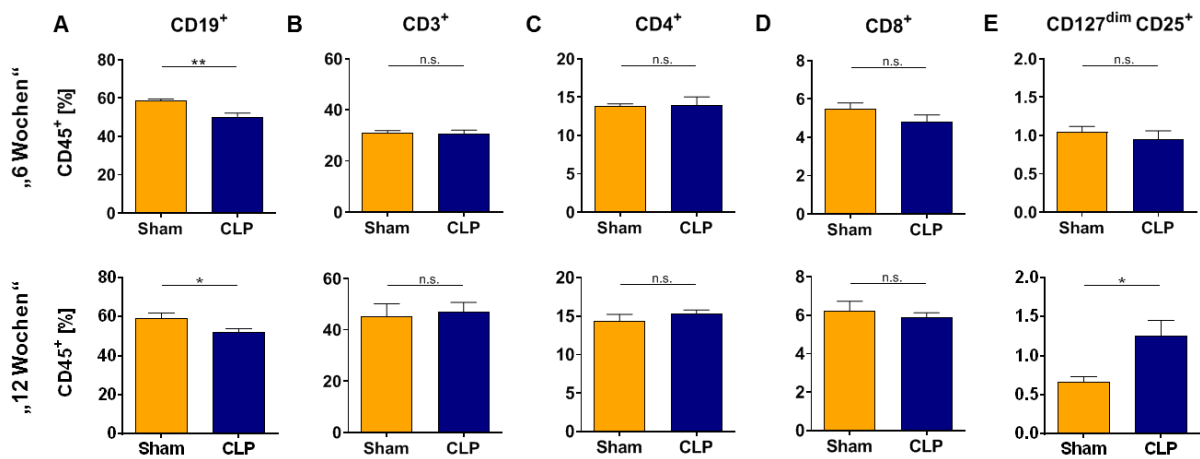 A CD19+ B CD3+ C CD4+ D CD8+ E CD127dim CD25+
„6 Wochen“
CD45+ [%]
80
60
40
20
0
**
Sham CLP
60
40
20
0
n.s.
Sham CLP
20
15
10
5
0
n.s.
Sham CLP
8
6
4
2
0
n.s.
Sham CLP
2.0
1.5
1.0
0.5
0.0
n.s.
Sham CLP
„12 Wochen“
CD45+ [%]
80
60
40
20
0
*
Sham CLP
60
40
20
0
n.s.
Sham CLP
20
15
10
5
0
n.s.
Sham CLP
8
6
4
2
0
n.s.
Sham CLP
2.0
1.5
1.0
0.5
0.0
*
Sham CLP